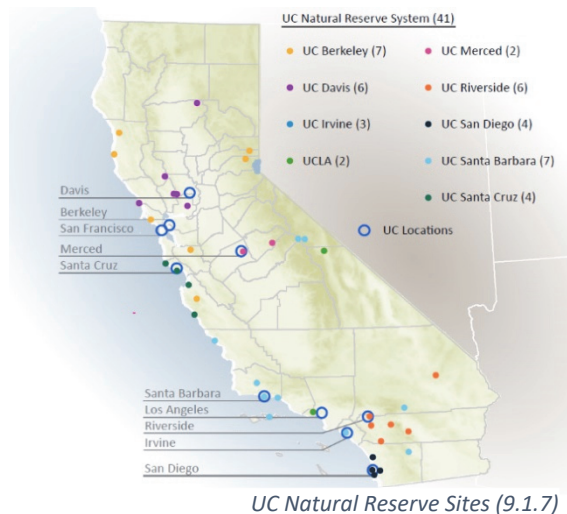 UC Natural Reserve System (41)
UC Berkeley (7)
UC Merced (2)
UC Davis (6)
UC Riverside (6)
UC Irvine (3)
UC San Diego (4)
UCLA (2)
UC Santa Barbara (7)
UC Santa Cruz (4)
UC Locations
Davis
Berkeley
San Francisco
Merced
Santa Cruz
Santa Barbara
Los Angeles
Riverside
Irvine
San Diego
UC Natural Reserve Sites (9.1.7)